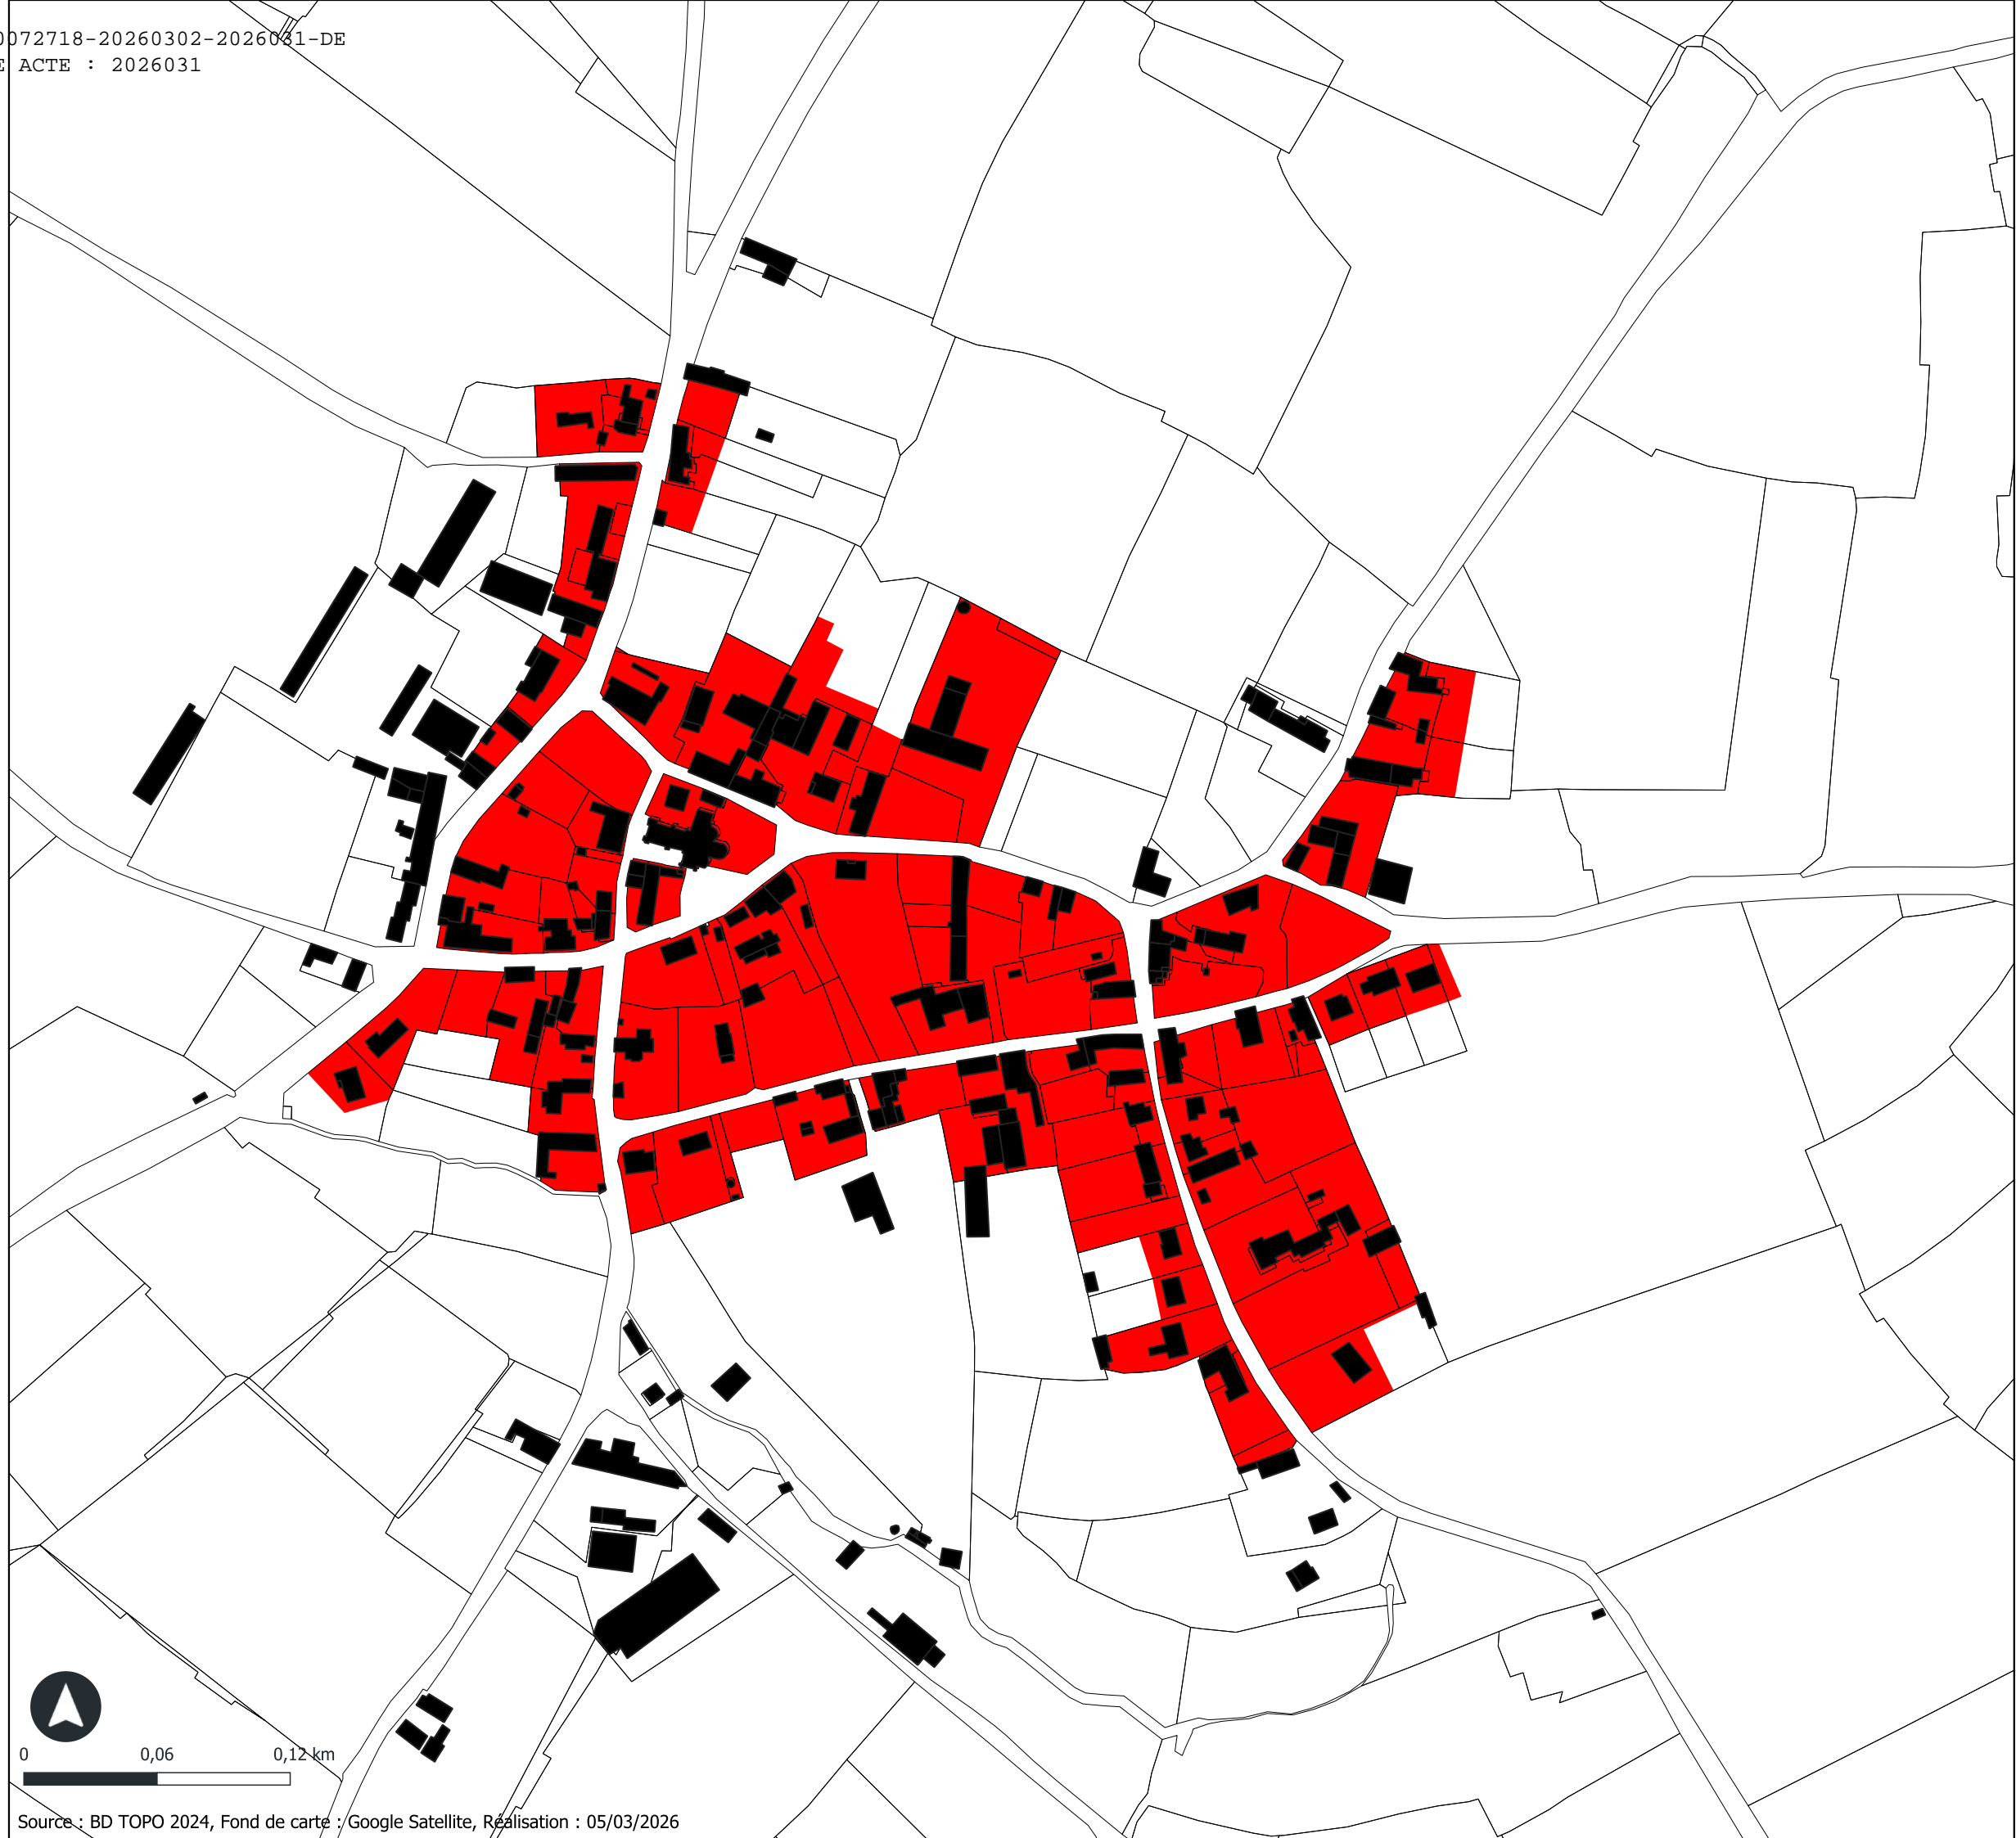 0072718-20260302-2026031-DE
E ACTE : 2026031
0 0,06 0,12 km
Source : BD TOPO 2024, Fond de carte : Google Satellite, Réalisation : 05/03/2026